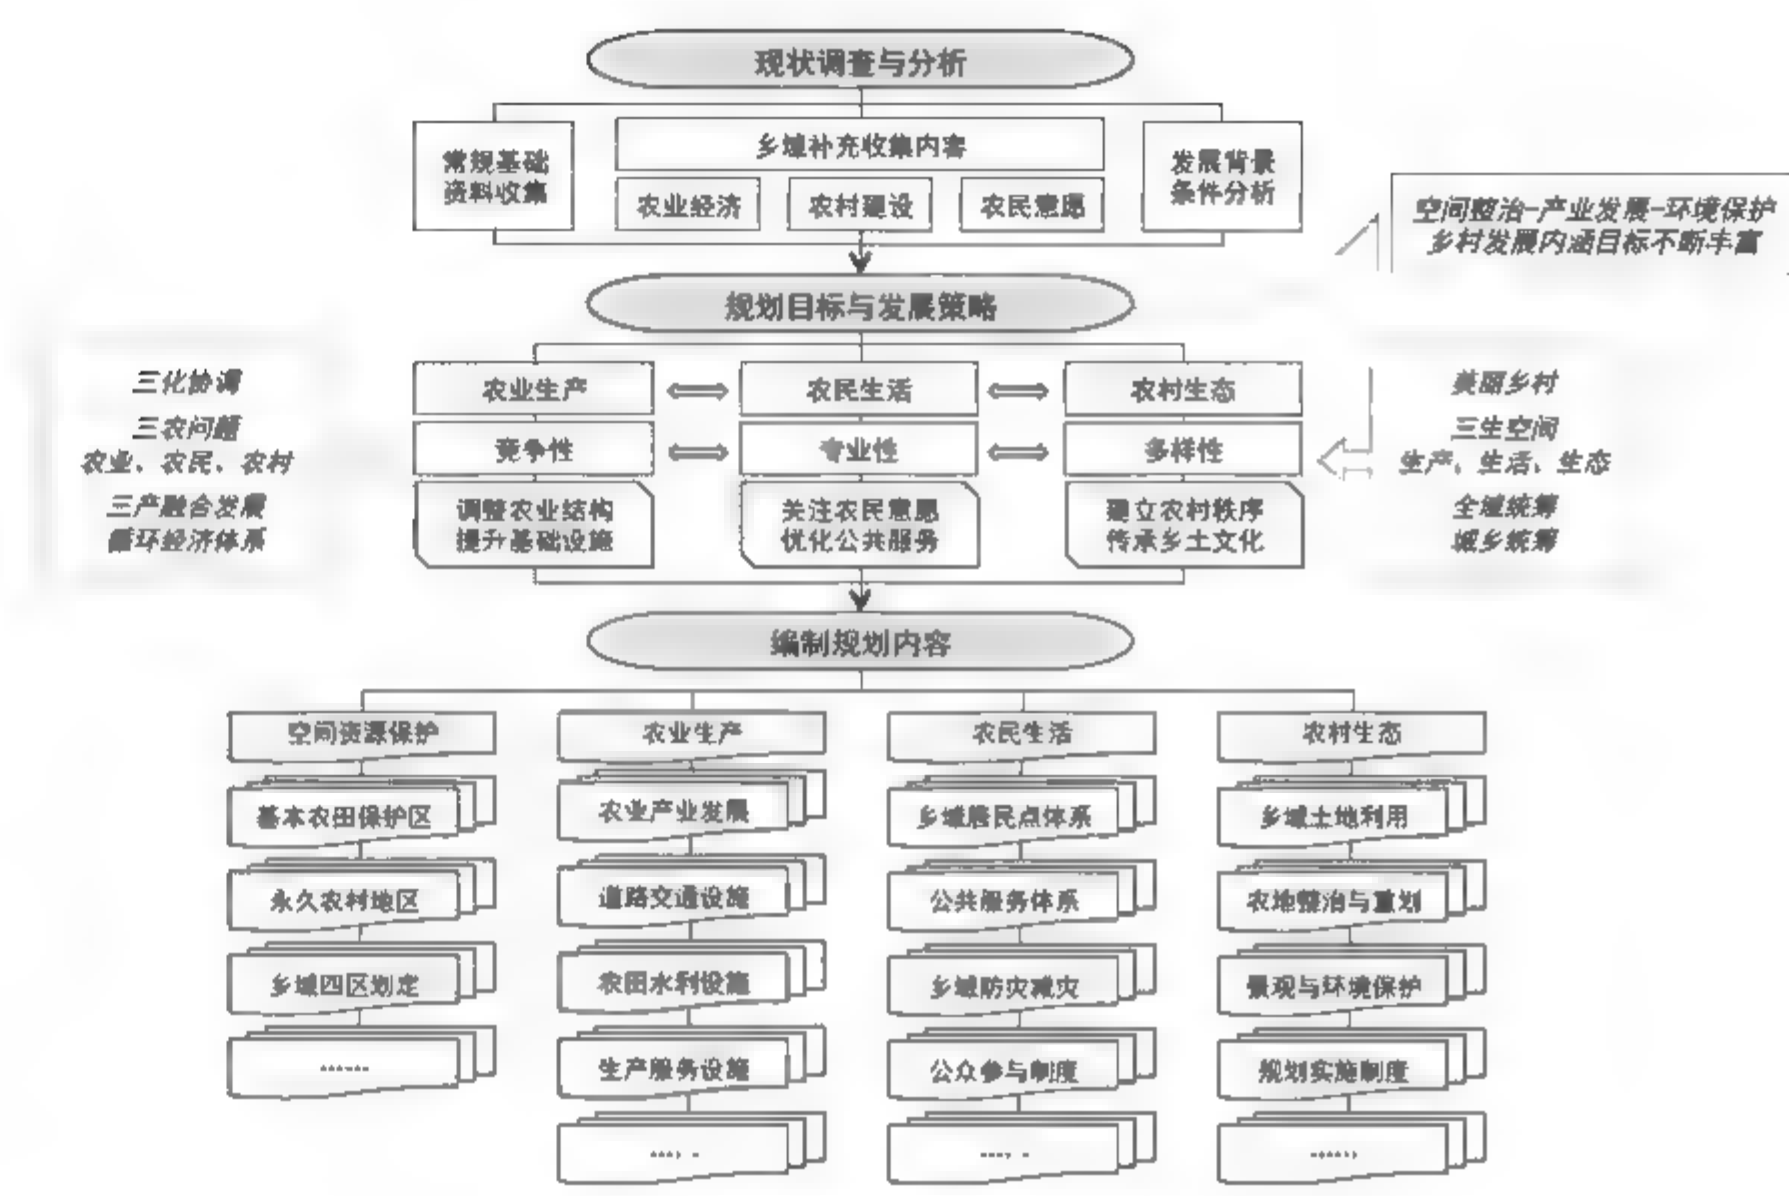 现状调查与分析
常规基础
资料收集
乡域补充收集内容
农业经济
农村建设
农民意愿
发展背景
条件分析
空间整治-产业发展-环境保护
乡村发展内涵目标不断丰富
规划目标与发展策略
三化协调
三农问题
农业、农民、农村
三产融合发展
循环经济体系
农业生产
农民生活
农村生态
竞争性
专业性
多样性
调整农业结构
提升基础设施
关注农民意愿
优化公共服务
建立农村秩序
传承乡土文化
美丽乡村
三生空间
生产、生活、生态
全域统筹
城乡统筹
编制规划内容
空间资源保护
农业生产
农民生活
农村生态
基本农田保护区
农业产业发展
乡域居民点体系
乡域土地利用
永久农村地区
道路交通设施
公共服务体系
农地整治与重划
乡域四区划定
农田水利设施
乡域防灾减灾
景观与环境保护
......
生产服务设施
公众参与制度
规划实施制度
......
......
......